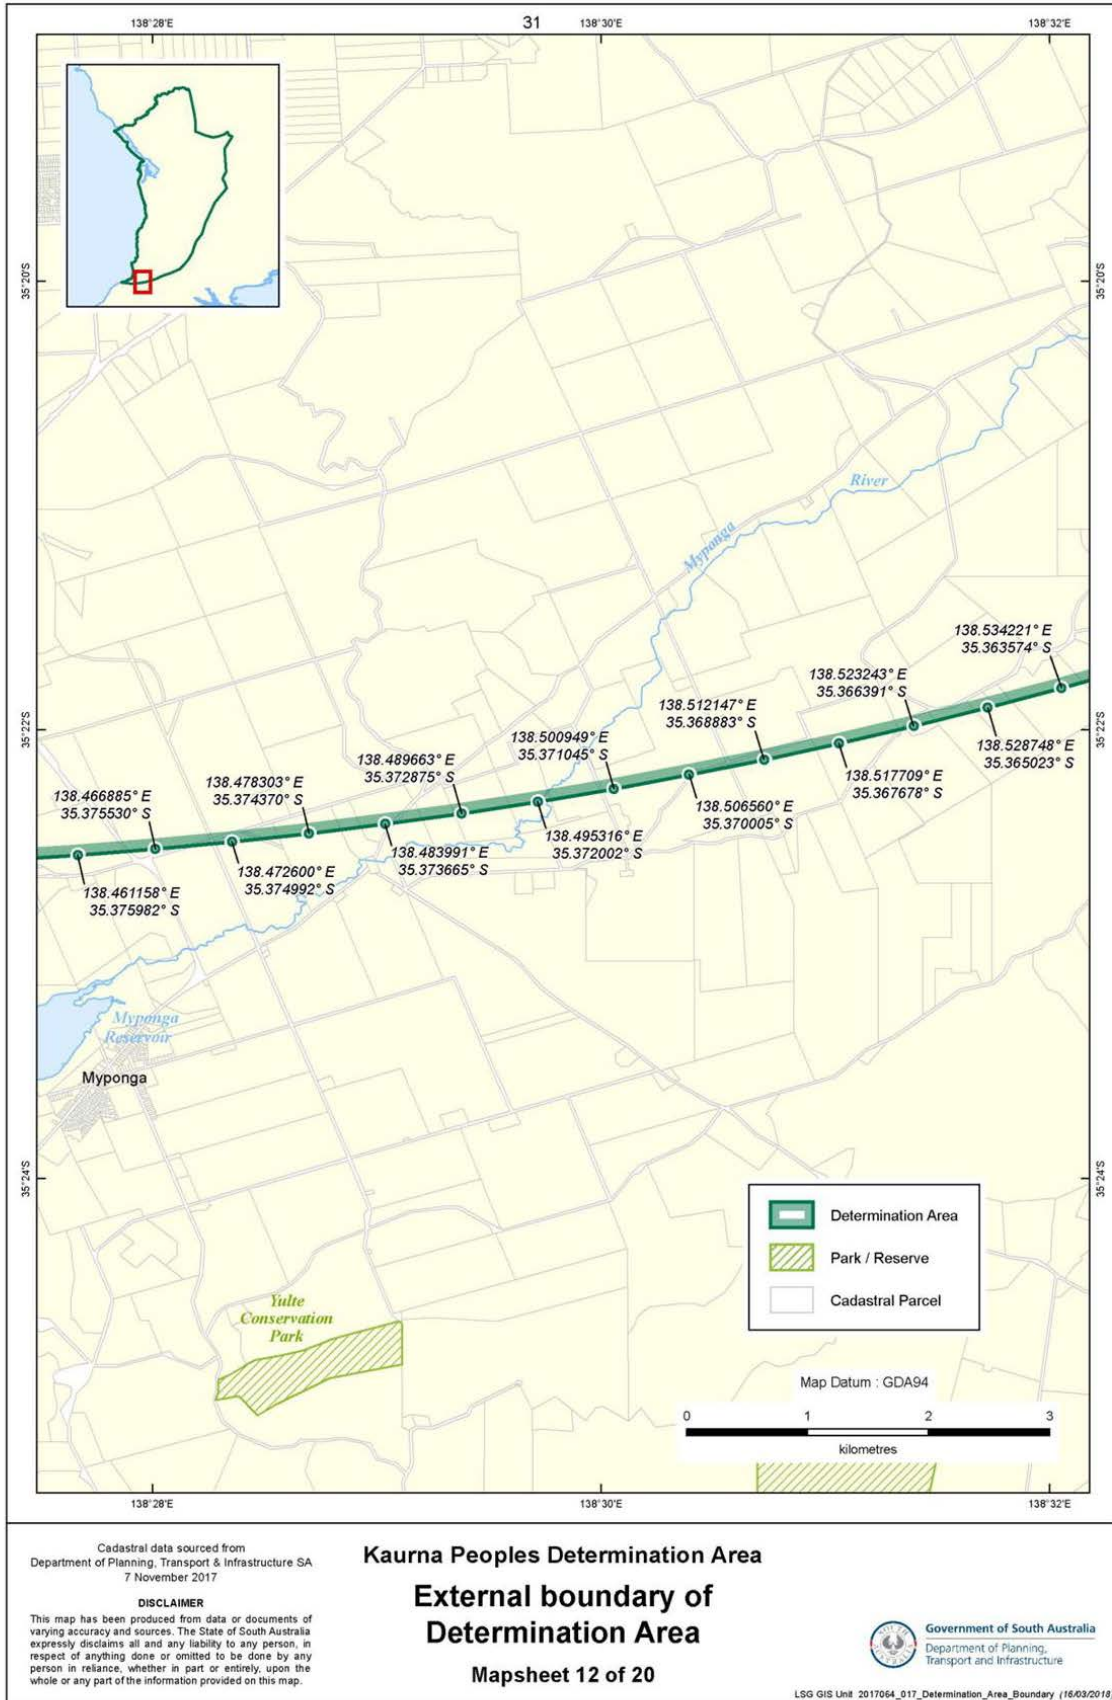 31
138°28'E
138°30'E
138°32'E
35°20'S
35°20'S
River
Myponga
138.534221° E
35.363574° S
138.523243° E
35.366391° S
138.512147° E
35.368883° S
35°22'S
35°22'S
138.500949° E
35.371045° S
138.528748° E
35.365023° S
138.489663° E
35.372875° S
138.517709° E
35.367678° S
138.478303° E
35.374370° S
138.466885° E
35.375530° S
138.506560° E
35.370005° S
138.495316° E
35.372002° S
138.483991° E
35.373665° S
138.472600° E
35.374992° S
138.461158° E
35.375982° S
Myponga
Reservoir
Myponga
35°24'S
35°24'S
Determination Area
Park / Reserve
Cadastral Parcel
Yulte
Conservation
Park
Map Datum : GDA94
0 1 2 3
kilometres
138°28'E
138°30'E
138°32'E
Cadastral data sourced from
Department of Planning, Transport & Infrastructure SA
7 November 2017
DISCLAIMER
This map has been produced from data or documents of
varying accuracy and sources. The State of South Australia
expressly disclaims all and any liability to any person, in
respect of anything done or omitted to be done by any
person in reliance, whether in part or entirely, upon the
whole or any part of the information provided on this map.
Kaurna Peoples Determination Area
External boundary of
Determination Area
Mapsheet 12 of 20
SOUTH
AUSTRALIA
Government of South Australia
Department of Planning,
Transport and Infrastructure
LSG GIS Unit 2017064_017_Determination_Area_Boundary (16/03/2018)